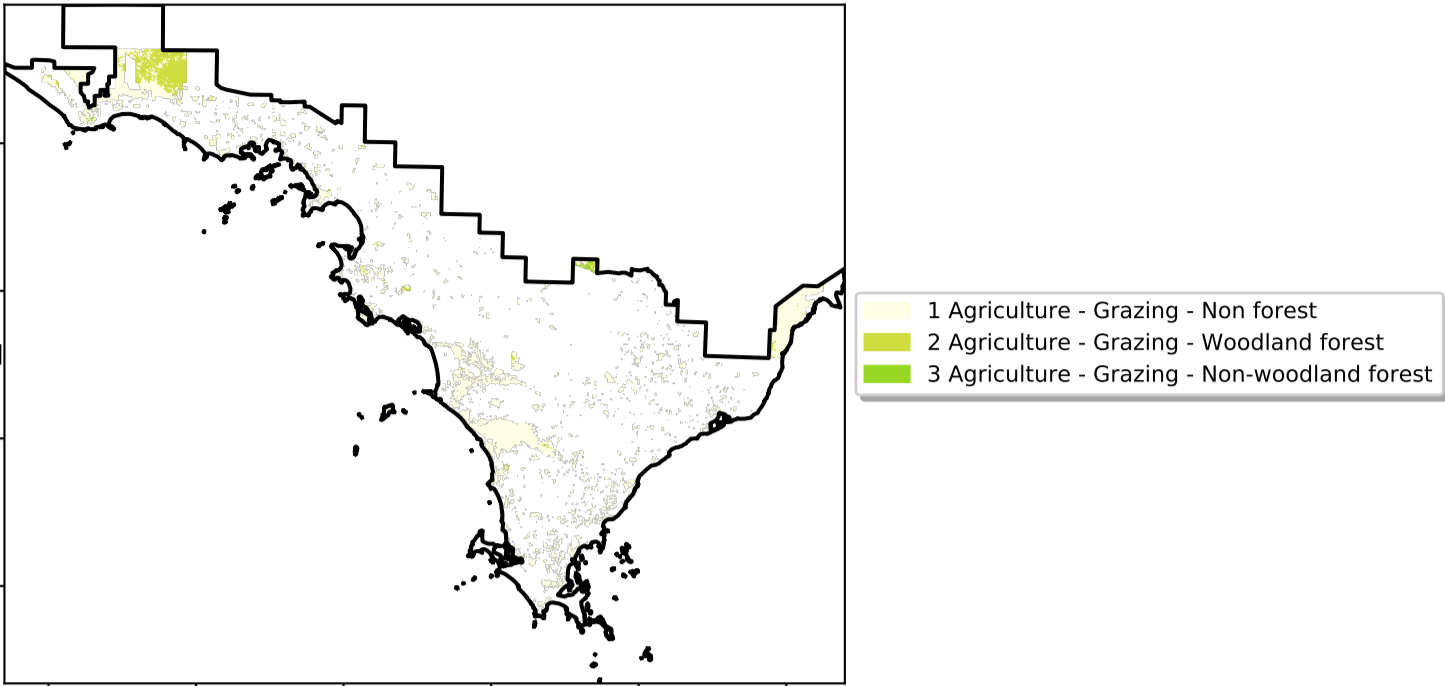 1 Agriculture - Grazing - Non forest
2 Agriculture - Grazing - Woodland forest
3 Agriculture - Grazing - Non-woodland forest